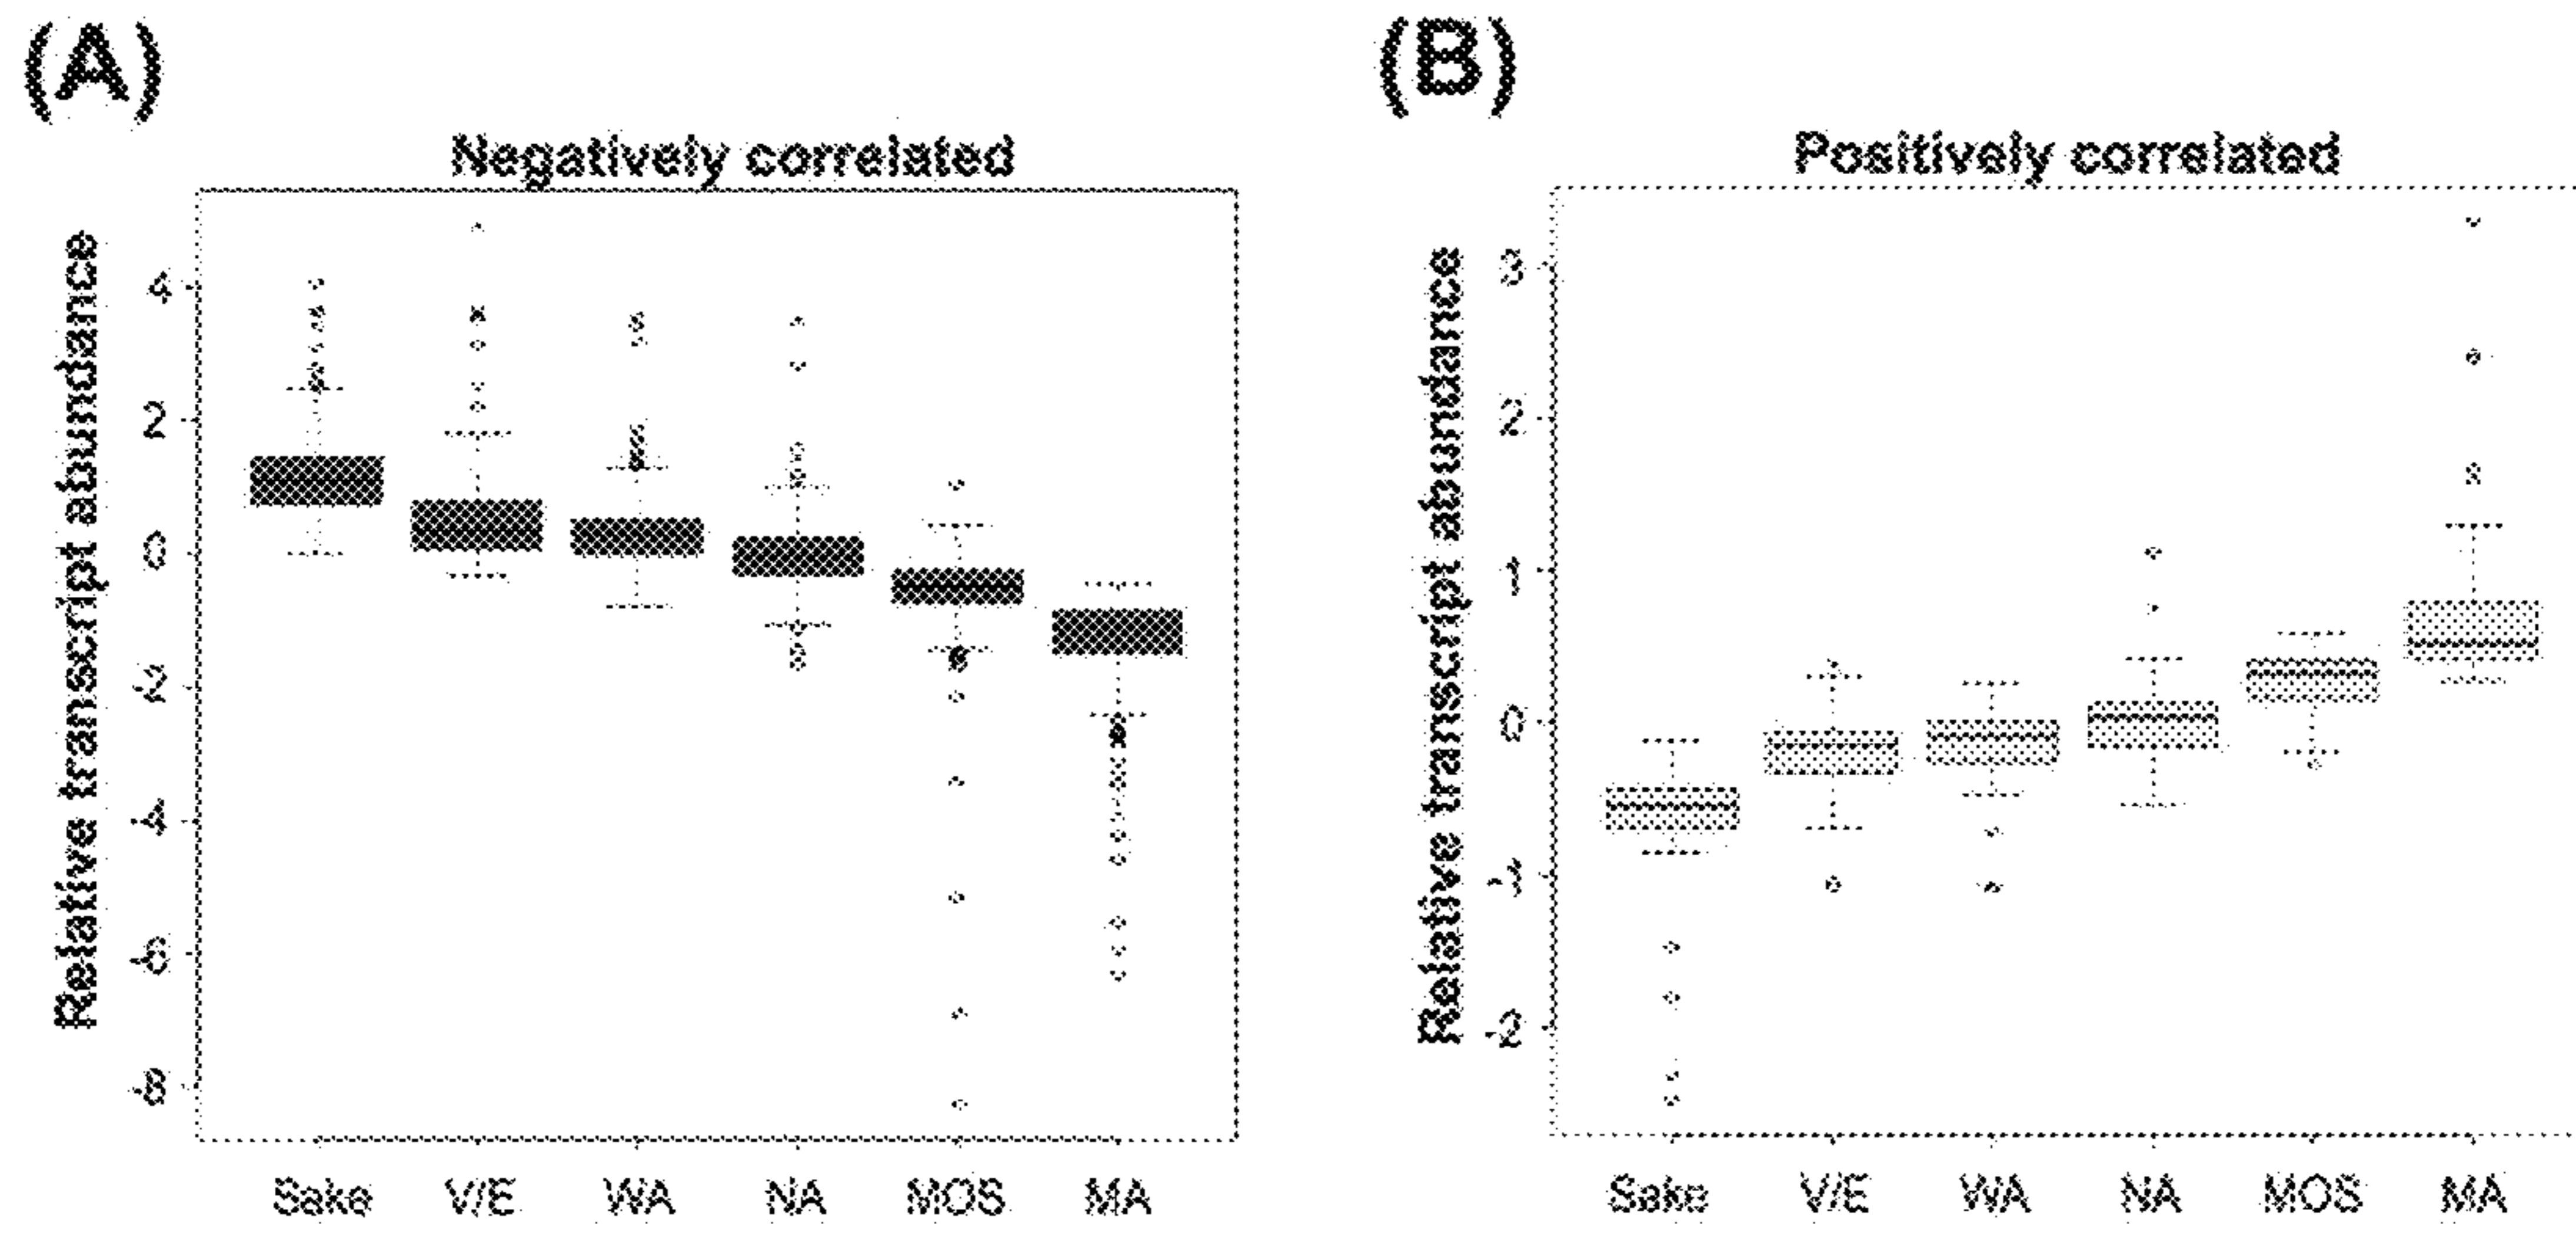 (A)
Negatively correlated
Relative transcript abundance
4
2
0
-2
-4
-6
-8
Sake V/E WA NA MOS MA
(B)
Positively correlated
Relative transcript abundance
3
2
1
0
-1
-2
Sake V/E WA NA MOS MA